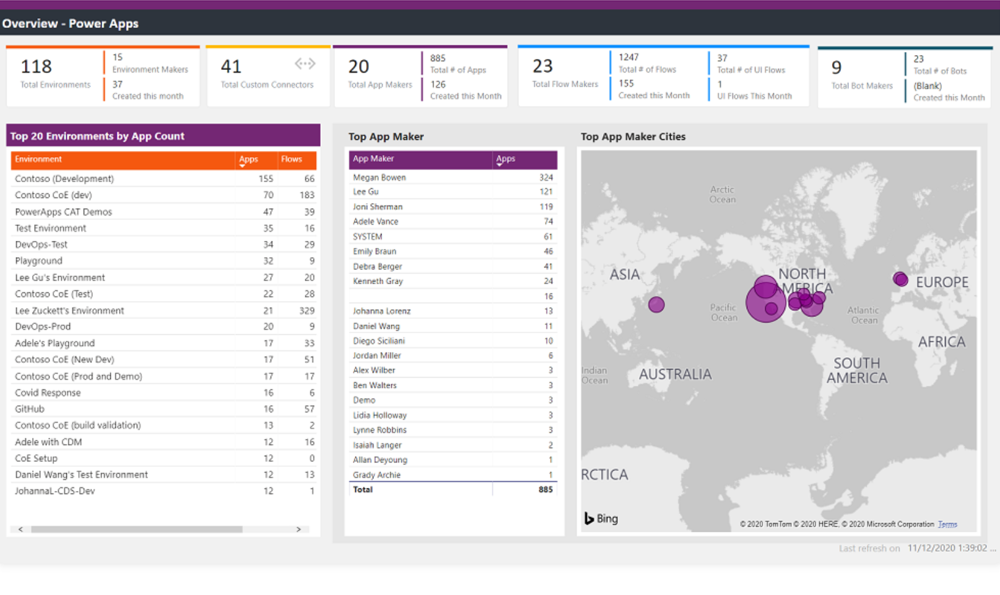 Overview - Power Apps
118
Total Environments
15
Environment Makers
37
Created this month
41
Total Custom Connectors
20
Total App Makers
885
Total # of Apps
126
Created this Month
23
Total Flow Makers
1247
Total # of Flows
155
Created this Month
37
Total # of UI Flows
1
UI Flows This Month
9
Total Bot Makers
23
Total # of Bots
(Blank)
Created this Month
Top 20 Environments by App Count
Environment Apps Flows
Contoso (Development) 155 66
Contoso CoE (dev) 70 183
PowerApps CAT Demos 47 39
Test Environment 35 16
DevOps-Test 34 29
Playground 32 9
Lee Gu's Environment 27 20
Contoso CoE (Test) 22 28
Lee Zuckett's Environment 21 329
DevOps-Prod 20 9
Adele's Playground 17 33
Contoso CoE (New Dev) 17 51
Contoso CoE (Prod and Demo) 17 17
Covid Response 16 6
GitHub 16 57
Contoso CoE (build validation) 13 2
Adele with CDM 12 16
CoE Setup 12 0
Daniel Wang's Test Environment 12 13
JohannaL-CDS-Dev 12 1
Top App Maker
App Maker Apps
Megan Bowen 324
Lee Gu 121
Joni Sherman 119
Adele Vance 74
SYSTEM 61
Emily Braun 46
Debra Berger 41
Kenneth Gray 24
16
Johanna Lorenz 13
Daniel Wang 11
Diego Siciliani 10
Jordan Miller 6
Alex Wilber 3
Ben Walters 3
Demo 3
Lidia Holloway 3
Lynne Robbins 3
Isaiah Langer 2
Allan Deyoung 1
Grady Archie 1
Total 885
Top App Maker Cities
Arctic
Ocean
ASIA
NORTH
AMERICA
EUROPE
Pacific
Ocean
Atlantic
Ocean
AFRICA
Indian
Ocean
AUSTRALIA
SOUTH
AMERICA
RCTICA
Bing
© 2020 TomTom © 2020 HERE, © 2020 Microsoft Corporation Terms
Last refresh on 11/12/2020 1:39:02 ...